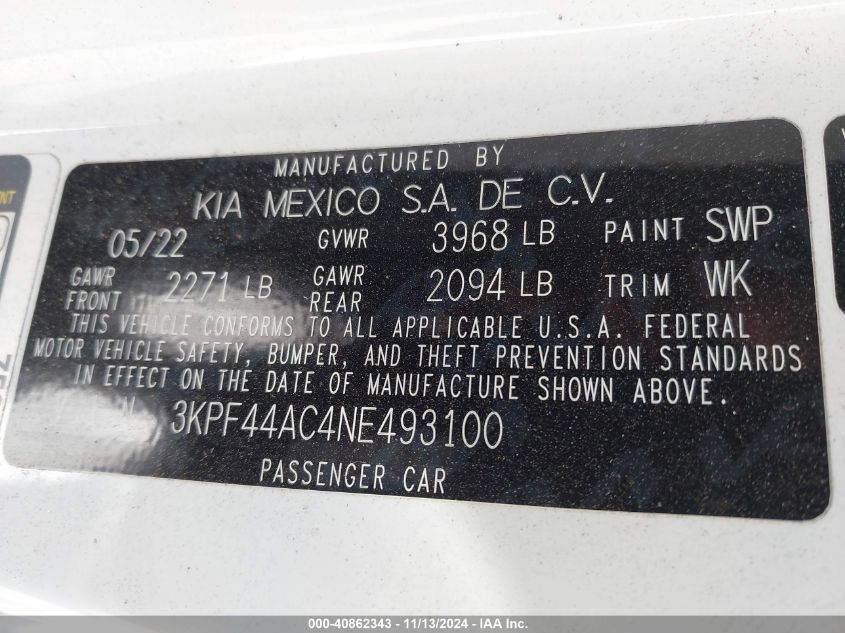 MANUFACTURED BY
KIA MEXICO S.A. DE C.V.
05/22 GVWR 3968 LB PAINT SWP
GAWR FRONT 2271 LB GAWR REAR 2094 LB TRIM WK
THIS VEHICLE CONFORMS TO ALL APPLICABLE U.S.A. FEDERAL
MOTOR VEHICLE SAFETY, BUMPER, AND THEFT PREVENTION STANDARDS
IN EFFECT ON THE DATE OF MANUFACTURE SHOWN ABOVE.
3KPF44AC4NE493100
PASSENGER CAR
000-40862343 - 11/13/2024 - IAA Inc.